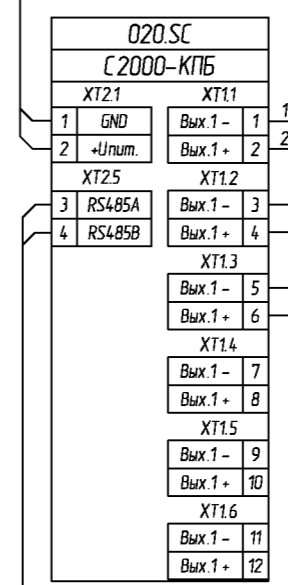 020.SC
С2000-КПБ
XT2.1 XT1.1
1 GND Вых.1 - 1 1
2 +Uпит. Вых.1 + 2 2
XT2.5 XT1.2
3 RS485A Вых.1 - 3
4 RS485B Вых.1 + 4
XT1.3
Вых.1 - 5
Вых.1 + 6
XT1.4
Вых.1 - 7
Вых.1 + 8
XT1.5
Вых.1 - 9
Вых.1 + 10
XT1.6
Вых.1 - 11
Вых.1 + 12